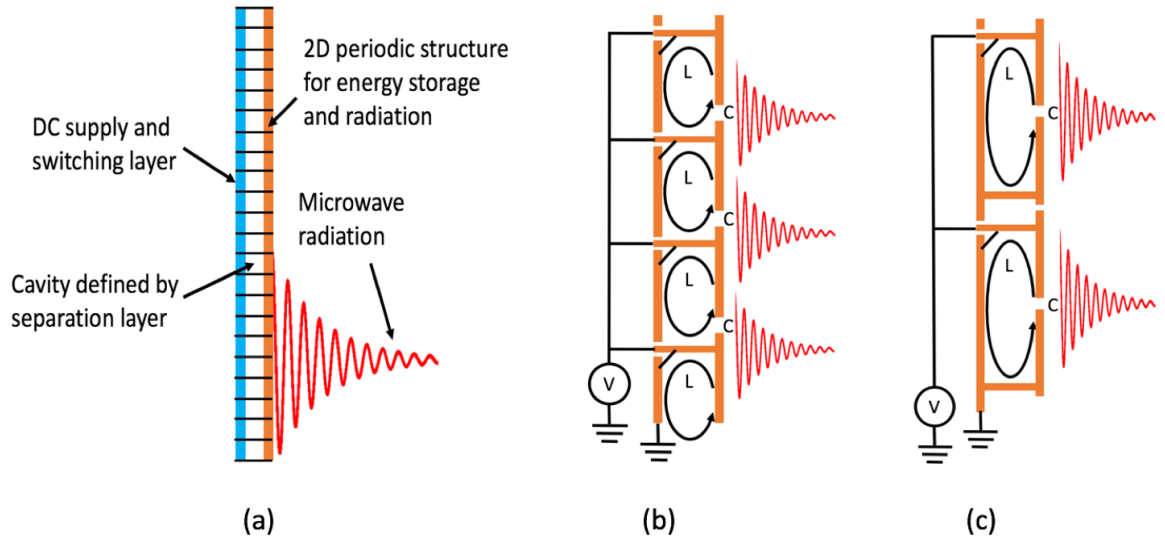 2D periodic structure
for energy storage
and radiation
DC supply and
switching layer
Microwave
radiation
Cavity defined by
separation layer
(a)
L
C
L
C
L
C
L
V
(b)
L
C
L
C
V
(c)